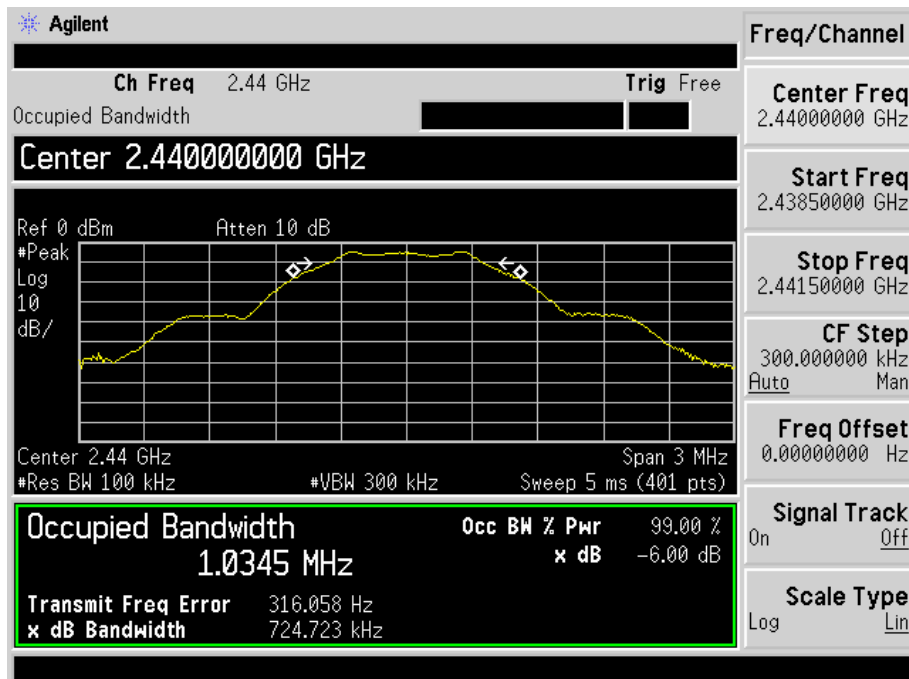 Agilent
Ch Freq 2.44 GHz Trig Free
Occupied Bandwidth
Center 2.440000000 GHz
Ref 0 dBm Atten 10 dB
#Peak
Log
10
dB/
Center 2.44 GHz Span 3 MHz
#Res BW 100 kHz #VBW 300 kHz Sweep 5 ms (401 pts)
Occupied Bandwidth Occ BW % Pwr 99.00 %
1.0345 MHz x dB -6.00 dB
Transmit Freq Error 316.058 Hz
x dB Bandwidth 724.723 kHz
Freq/Channel
Center Freq
2.44000000 GHz
Start Freq
2.43850000 GHz
Stop Freq
2.44150000 GHz
CF Step
300.000000 kHz
Auto Man
Freq Offset
0.00000000 Hz
Signal Track
On Off
Scale Type
Log Lin